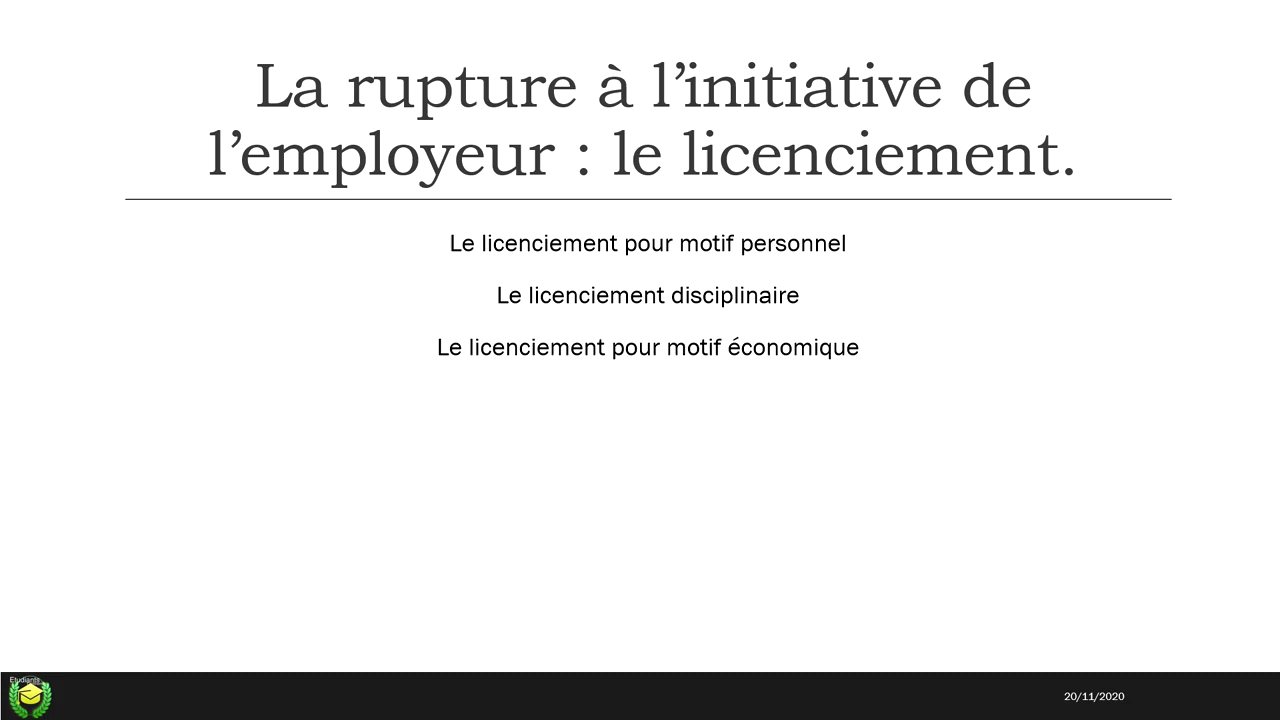 La rupture à l’initiative de
l’employeur : le licenciement.
Le licenciement pour motif personnel
Le licenciement disciplinaire
Le licenciement pour motif économique
Etudiants
20/11/2020